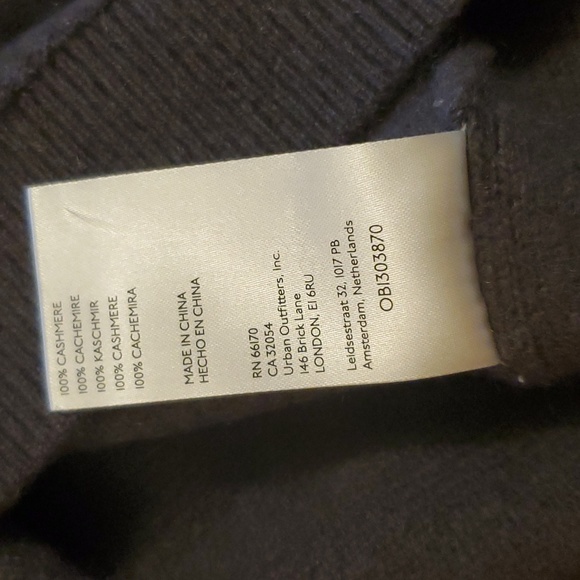 100% CASHMERE
100% CACHEMIRE
100% KASCHMIR
100% CASHMERE
100% CACHEMIRA
MADE IN CHINA
HECHO EN CHINA
RN 66170
CA 32054
Urban Outfitters, Inc.
146 Brick Lane
LONDON, E1 6RU
Leidsestraat 32, 1017 PB
Amsterdam, Netherlands
OB1303870